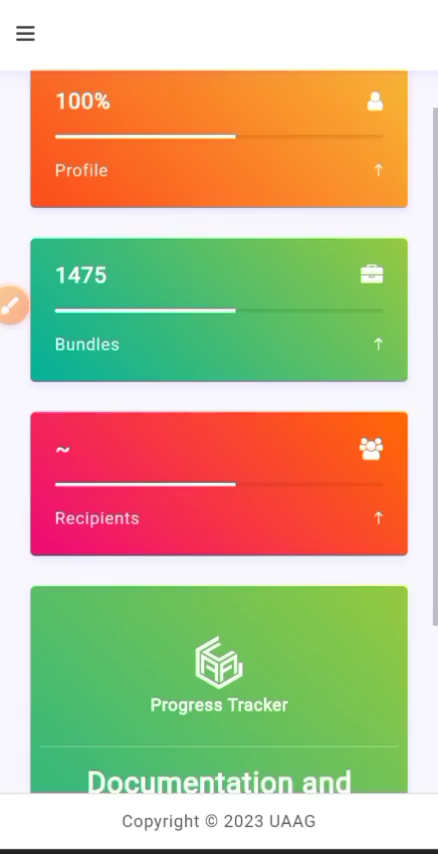 100%
Profile
↑
1475
Bundles
↑
~
Recipients
↑
Progress Tracker
Documentation and
Copyright © 2023 UAAG